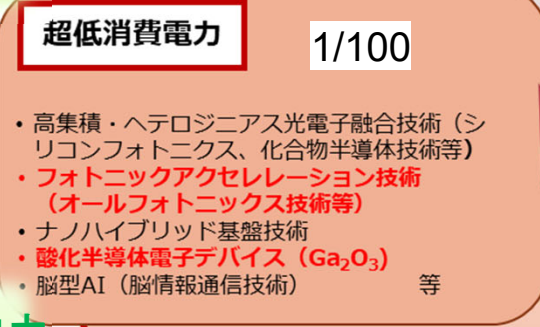 超低消費電力
1/100
• 高集積・ヘテロジニアス光電子融合技術（シ
リコンフォトニクス、化合物半導体技術等）
• フォトニックアクセレレーション技術
（オールフォトニックス技術等）
• ナノハイブリッド基盤技術
• 酸化半導体電子デバイス（Ga₂O₃)
• 脳型AI（脳情報通信技術） 等